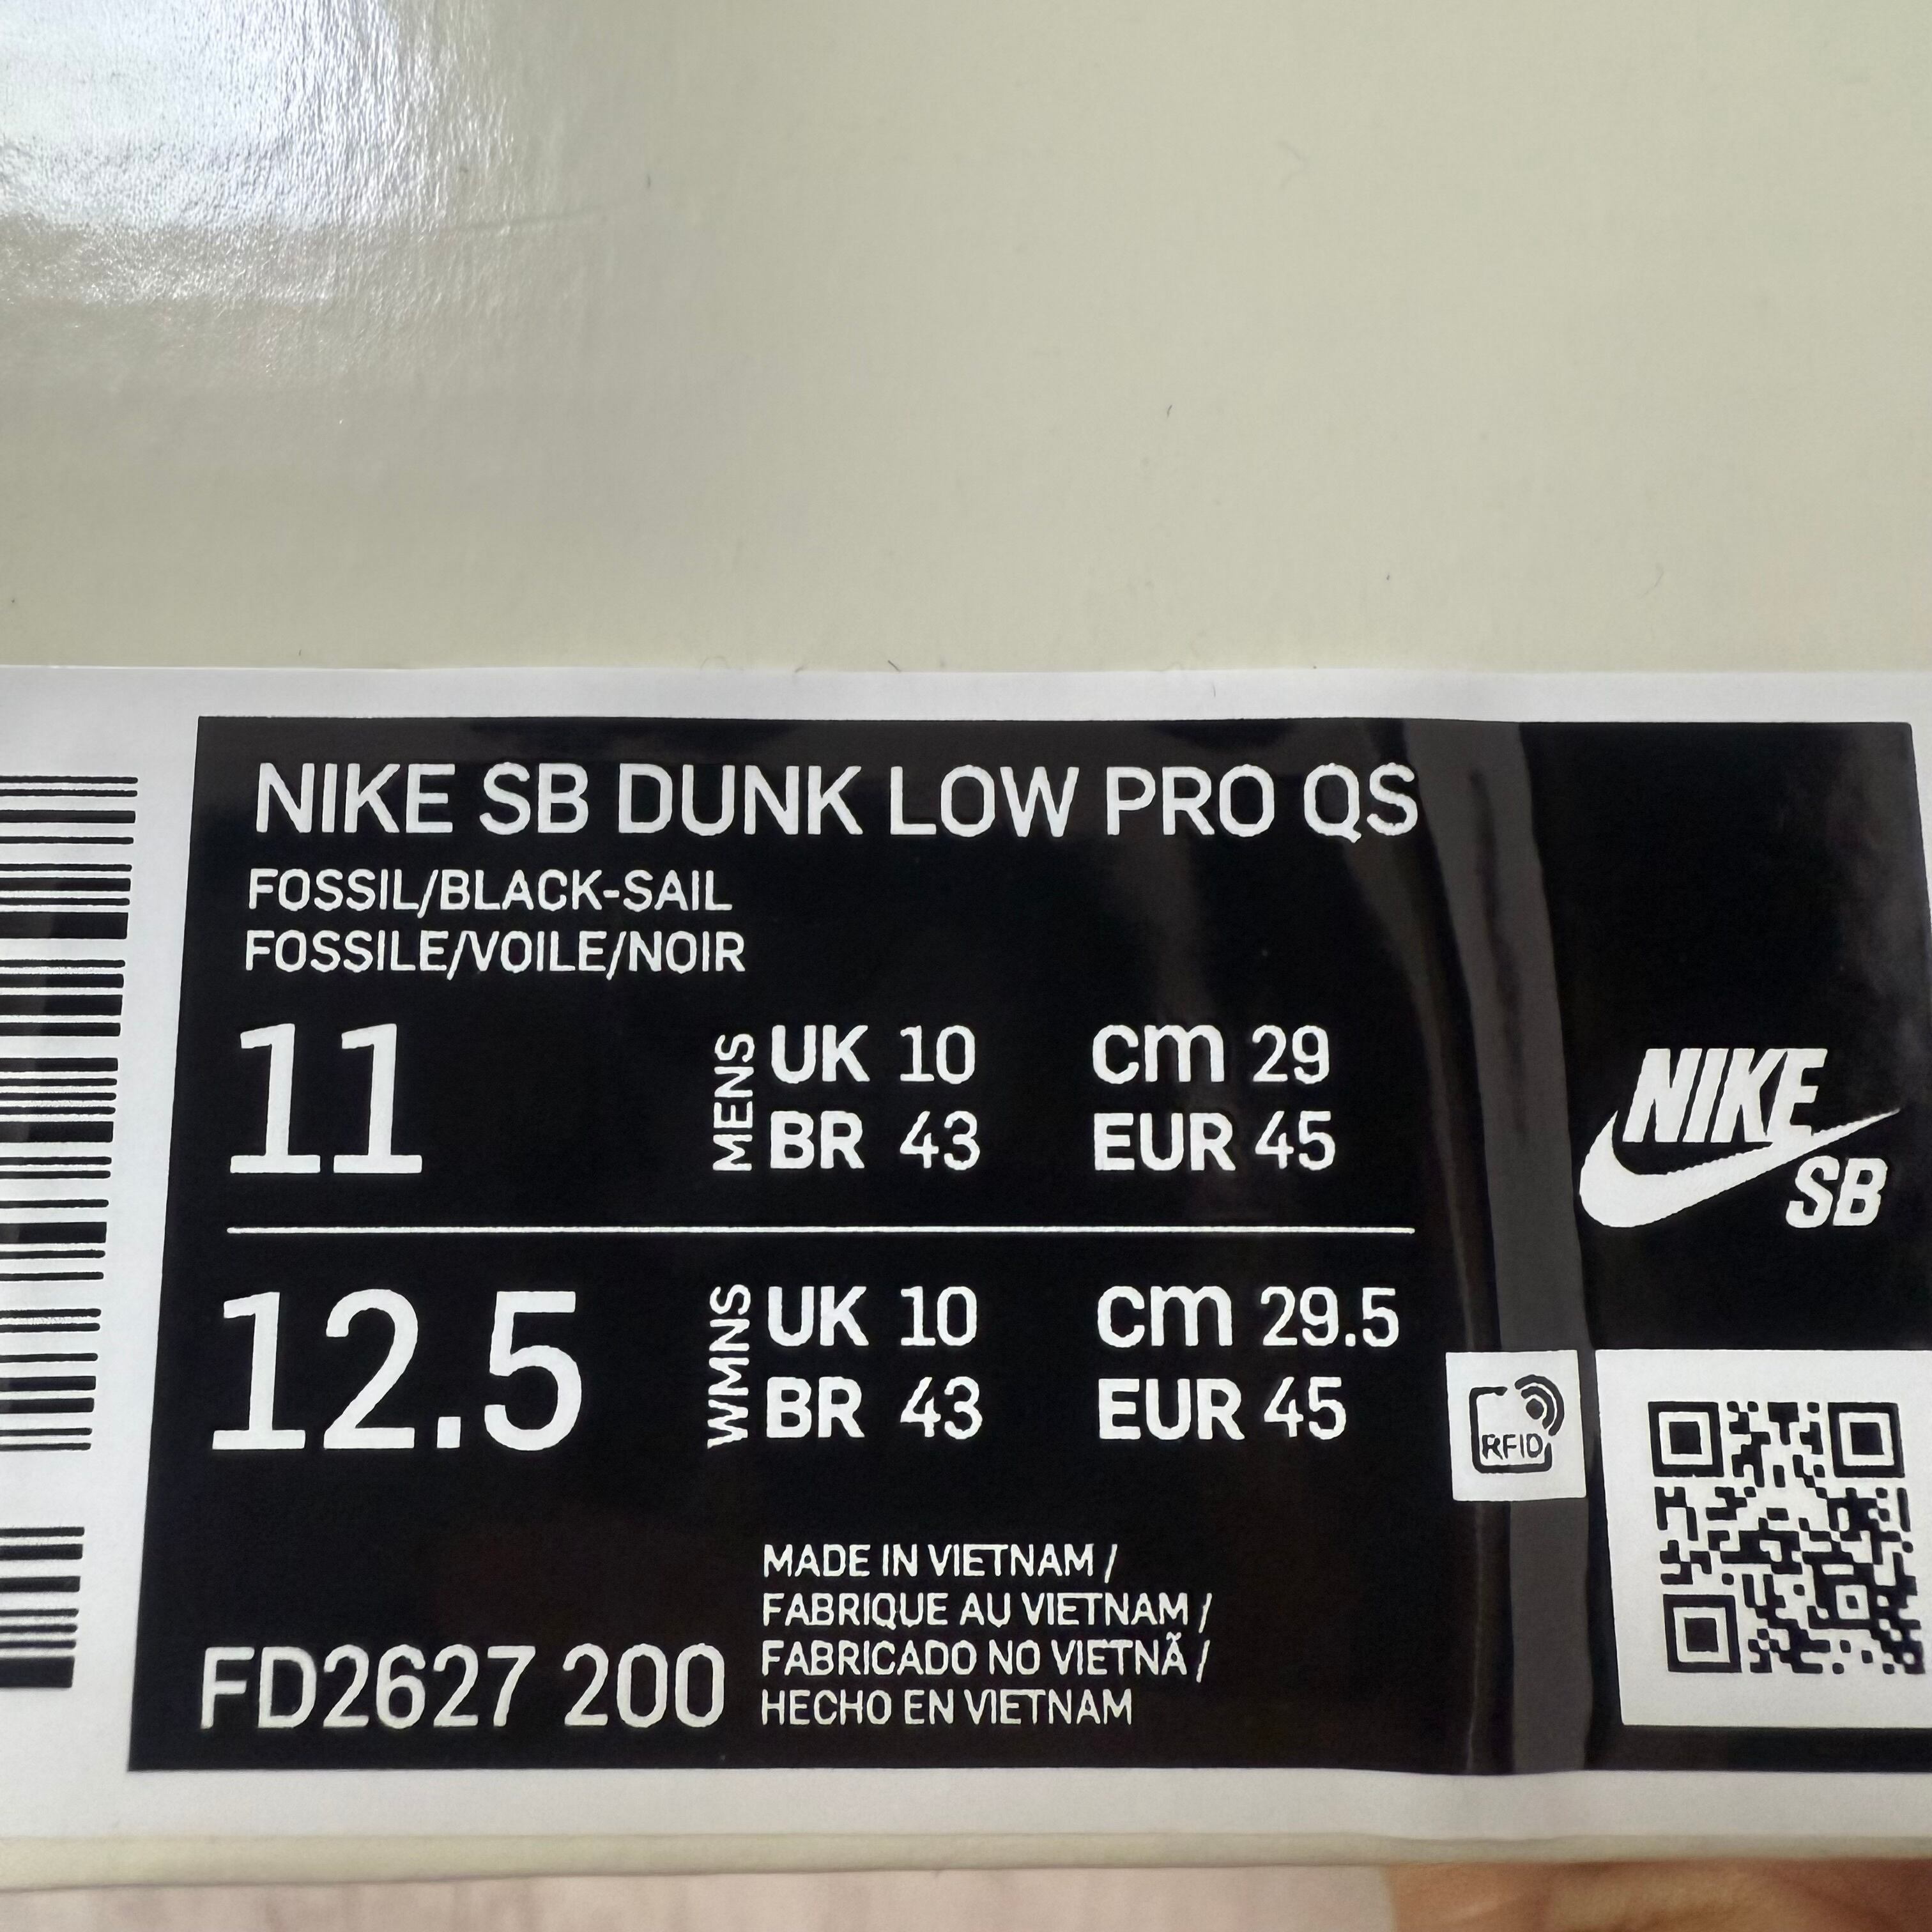 NIKE SB DUNK LOW PRO QS
FOSSIL/BLACK-SAIL
FOSSILE/VOILE/NOIR
11
MENS
UK 10 cm 29
BR 43 EUR 45
12.5
WMNS
UK 10 cm 29.5
BR 43 EUR 45
NIKE
SB
RFID
MADE IN VIETNAM /
FABRIQUE AU VIETNAM /
FABRICADO NO VIETNÃ /
HECHO EN VIETNAM
FD2627 200